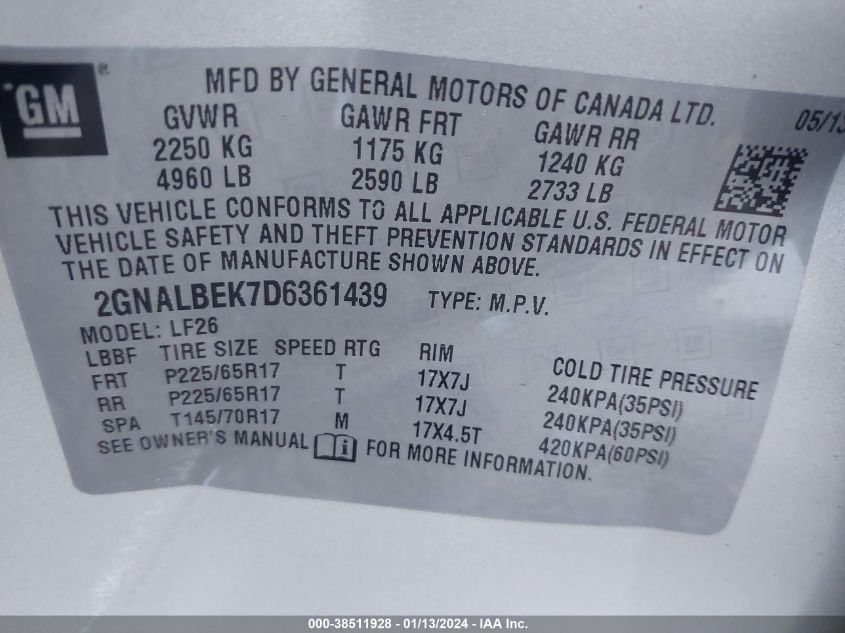 GM
®
MFD BY GENERAL MOTORS OF CANADA LTD.
05/13
GVWR GAWR FRT GAWR RR
2250 KG 1175 KG 1240 KG
4960 LB 2590 LB 2733 LB
THIS VEHICLE CONFORMS TO ALL APPLICABLE U.S. FEDERAL MOTOR
VEHICLE SAFETY AND THEFT PREVENTION STANDARDS IN EFFECT ON
THE DATE OF MANUFACTURE SHOWN ABOVE.
2GNALBEK7D6361439 TYPE: M.P.V.
MODEL: LF26
LBBF TIRE SIZE SPEED RTG RIM COLD TIRE PRESSURE
FRT P225/65R17 T 17X7J 240KPA(35PSI)
RR P225/65R17 T 17X7J 240KPA(35PSI)
SPA T145/70R17 M 17X4.5T 420KPA(60PSI)
SEE OWNER'S MANUAL i FOR MORE INFORMATION.
000-38511928 - 01/13/2024 - IAA Inc.